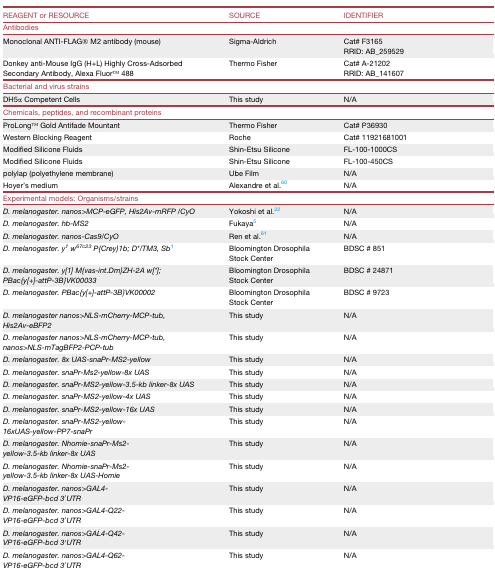 REAGENT or RESOURCE SOURCE IDENTIFIER
Antibodies
Monoclonal ANTI-FLAG® M2 antibody (mouse) Sigma-Aldrich Cat# F3165
RRID: AB_259529
Donkey anti-Mouse IgG (H+L) Highly Cross-Adsorbed Thermo Fisher Cat# A-21202
Secondary Antibody, Alexa Fluor™ 488 RRID: AB_141607
Bacterial and virus strains
DH5α Competent Cells This study N/A
Chemicals, peptides, and recombinant proteins
ProLong™ Gold Antifade Mountant Thermo Fisher Cat# P36930
Western Blocking Reagent Roche Cat# 11921681001
Modified Silicone Fluids Shin-Etsu Silicone FL-100-1000CS
Modified Silicone Fluids Shin-Etsu Silicone FL-100-450CS
polylap (polyethylene membrane) Ube Film N/A
Hoyer's medium Alexandre et al.60 N/A
Experimental models: Organisms/strains
D. melanogaster. nanos>MCP-eGFP, His2Av-mRFP /CyO Yokoshi et al.22 N/A
D. melanogaster. hb-MS2 Fukaya5 N/A
D. melanogaster. nanos-Cas9/CyO Ren et al.61 N/A
D. melanogaster. y1 w67c23 P{Crey}1b; D*/TM3, Sb1 Bloomington Drosophila BDSC # 851
Stock Center
D. melanogaster. y[1] M{vas-int.Dm}ZH-2A w[*]; Bloomington Drosophila BDSC # 24871
PBac{y[+]-attP-3B}VK00033 Stock Center
D. melanogaster. PBac{y[+]-attP-3B}VK00002 Bloomington Drosophila BDSC # 9723
Stock Center
D. melanogaster nanos>NLS-mCherry-MCP-tub, This study N/A
His2Av-eBFP2
D. melanogaster nanos>NLS-mCherry-MCP-tub, This study N/A
nanos>NLS-mTagBFP2-PCP-tub
D. melanogaster. 8x UAS-snaPr-MS2-yellow This study N/A
D. melanogaster. snaPr-Ms2-yellow-8x UAS This study N/A
D. melanogaster. snaPr-MS2-yellow-3.5-kb linker-8x UAS This study N/A
D. melanogaster. snaPr-MS2-yellow-4x UAS This study N/A
D. melanogaster. snaPr-MS2-yellow-16x UAS This study N/A
D. melanogaster. snaPr-MS2-yellow- This study N/A
16xUAS-yellow-PP7-snaPr
D. melanogaster. Nhomie-snaPr-Ms2- This study N/A
yellow-3.5-kb linker-8x UAS
D. melanogaster. Nhomie-snaPr-Ms2- This study N/A
yellow-3.5-kb linker-8x UAS-Homie
D. melanogaster. nanos>GAL4- This study N/A
VP16-eGFP-bcd 3′UTR
D. melanogaster. nanos>GAL4-Q22- This study N/A
VP16-eGFP-bcd 3′UTR
D. melanogaster. nanos>GAL4-Q42- This study N/A
VP16-eGFP-bcd 3′UTR
D. melanogaster. nanos>GAL4-Q62- This study N/A
VP16-eGFP-bcd 3′UTR